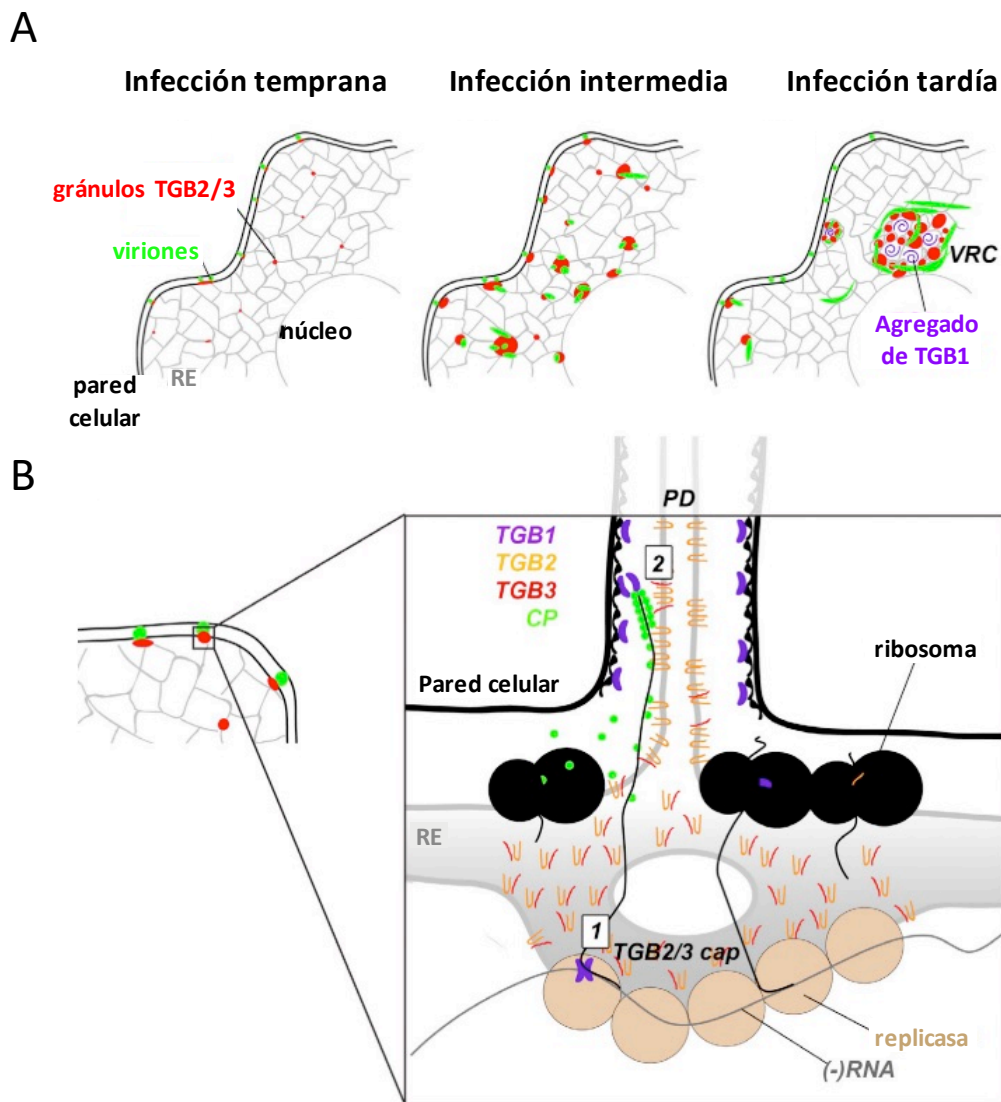 A
Infección temprana
Infección intermedia
Infección tardía
gránulos TGB2/3
viriones
núcleo
RE
pared
celular
VRC
Agregado
de TGB1
B
PD
TGB1
TGB2
TGB3
CP
2
ribosoma
Pared celular
RE
1
TGB2/3 cap
replicasa
(-)RNA